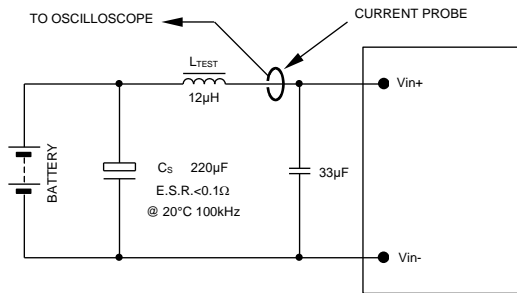 TO OSCILLOSCOPE
CURRENT PROBE
LTEST
12µH
Vin+
BATTERY
CS 220µF
E.S.R.<0.1Ω
@ 20°C 100kHz
33µF
Vin-